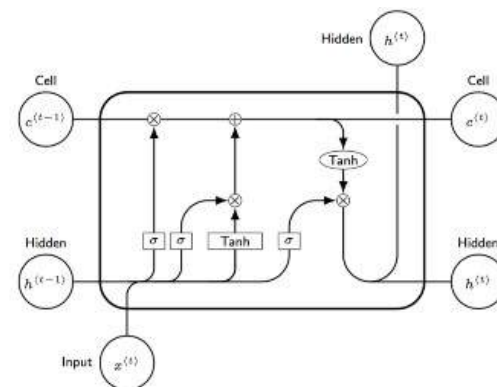 Hidden h⟨t⟩
Cell Cell
c⟨t−1⟩ ⊗ ⊕ c⟨t⟩
Tanh
⊗ ⊗
Hidden σ σ Tanh σ Hidden
h⟨t−1⟩ h⟨t⟩
Input x⟨t⟩